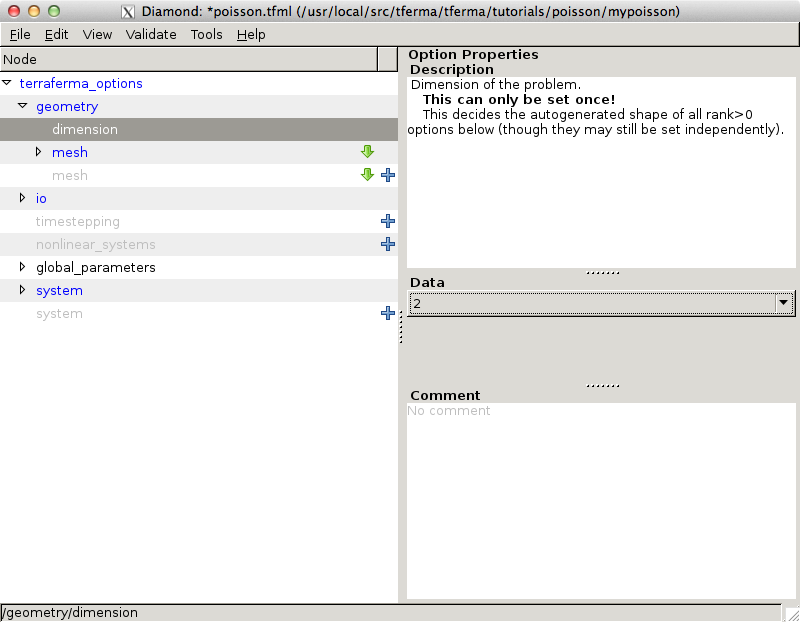 Diamond: *poisson.tfml (/usr/local/src/tferma/tferma/tutorials/poisson/mypoisson)
File Edit View Validate Tools Help
Node
terraferma_options
geometry
dimension
mesh
mesh
io
timestepping
nonlinear_systems
global_parameters
system
system
Option Properties
Description
Dimension of the problem.
This can only be set once!
This decides the autogenerated shape of all rank>0
options below (though they may still be set independently).
Data
2
Comment
No comment
/geometry/dimension